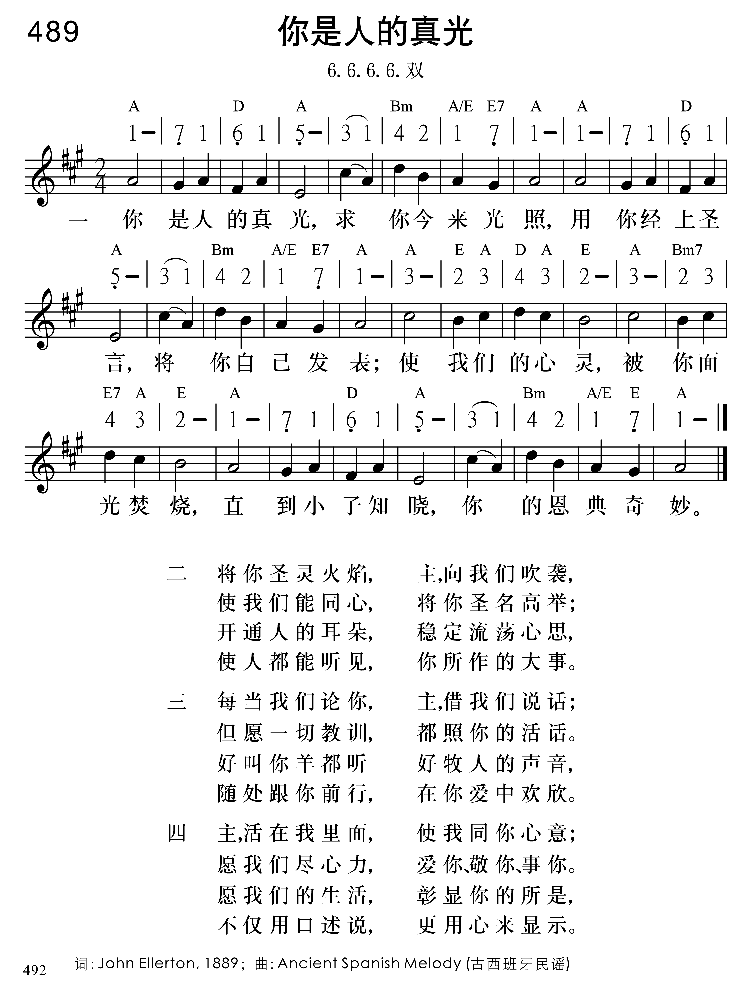 489
你是人的真光
6.6.6.6.双
A D A Bm A/E E7 A A D
1– | 7 1 | 6 1 | 5– | 3 1 | 4 2 | 1 7 | 1– | 1– | 7 1 | 6 1
2/4
一 你 是人 的真 光, 求 你今 来光 照, 用 你经 上圣
A Bm A/E E7 A A E A D A E A Bm7
5– | 3 1 | 4 2 | 1 7 | 1– | 3– | 2 3 | 4 3 | 2– | 3– | 2 3
言, 将 你自 己发 表; 使 我们 的心 灵, 被 你面
E7 A E A D A Bm A/E E A
4 3 | 2– | 1– | 7 1 | 6 1 | 5– | 3 1 | 4 2 | 1 7 | 1– ‖
光焚 烧, 直 到小 子知 晓, 你 的恩 典奇 妙。
二 将你圣灵火焰, 主,向我们吹袭,
使我们能同心, 将你圣名高举;
开通人的耳朵, 稳定流荡心思,
使人都能听见, 你所作的大事。
三 每当我们论你, 主,借我们说话;
但愿一切教训, 都照你的活话。
好叫你羊都听 好牧人的声音,
随处跟你前行, 在你爱中欢欣。
四 主,活在我里面, 使我同你心意;
愿我们尽心力, 爱你、敬你、事你。
愿我们的生活, 彰显你的所是,
不仅用口述说, 更用心来显示。
492 词: John Ellerton, 1889; 曲: Ancient Spanish Melody (古西班牙民谣)